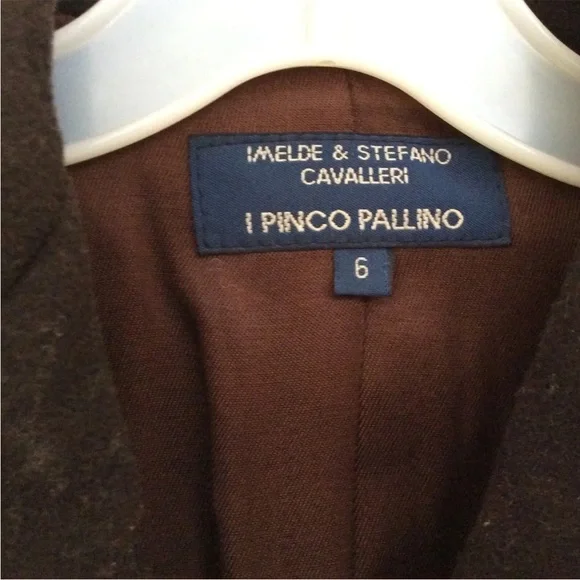 IMELDE & STEFANO
CAVALLERI
I PINCO PALLINO
6